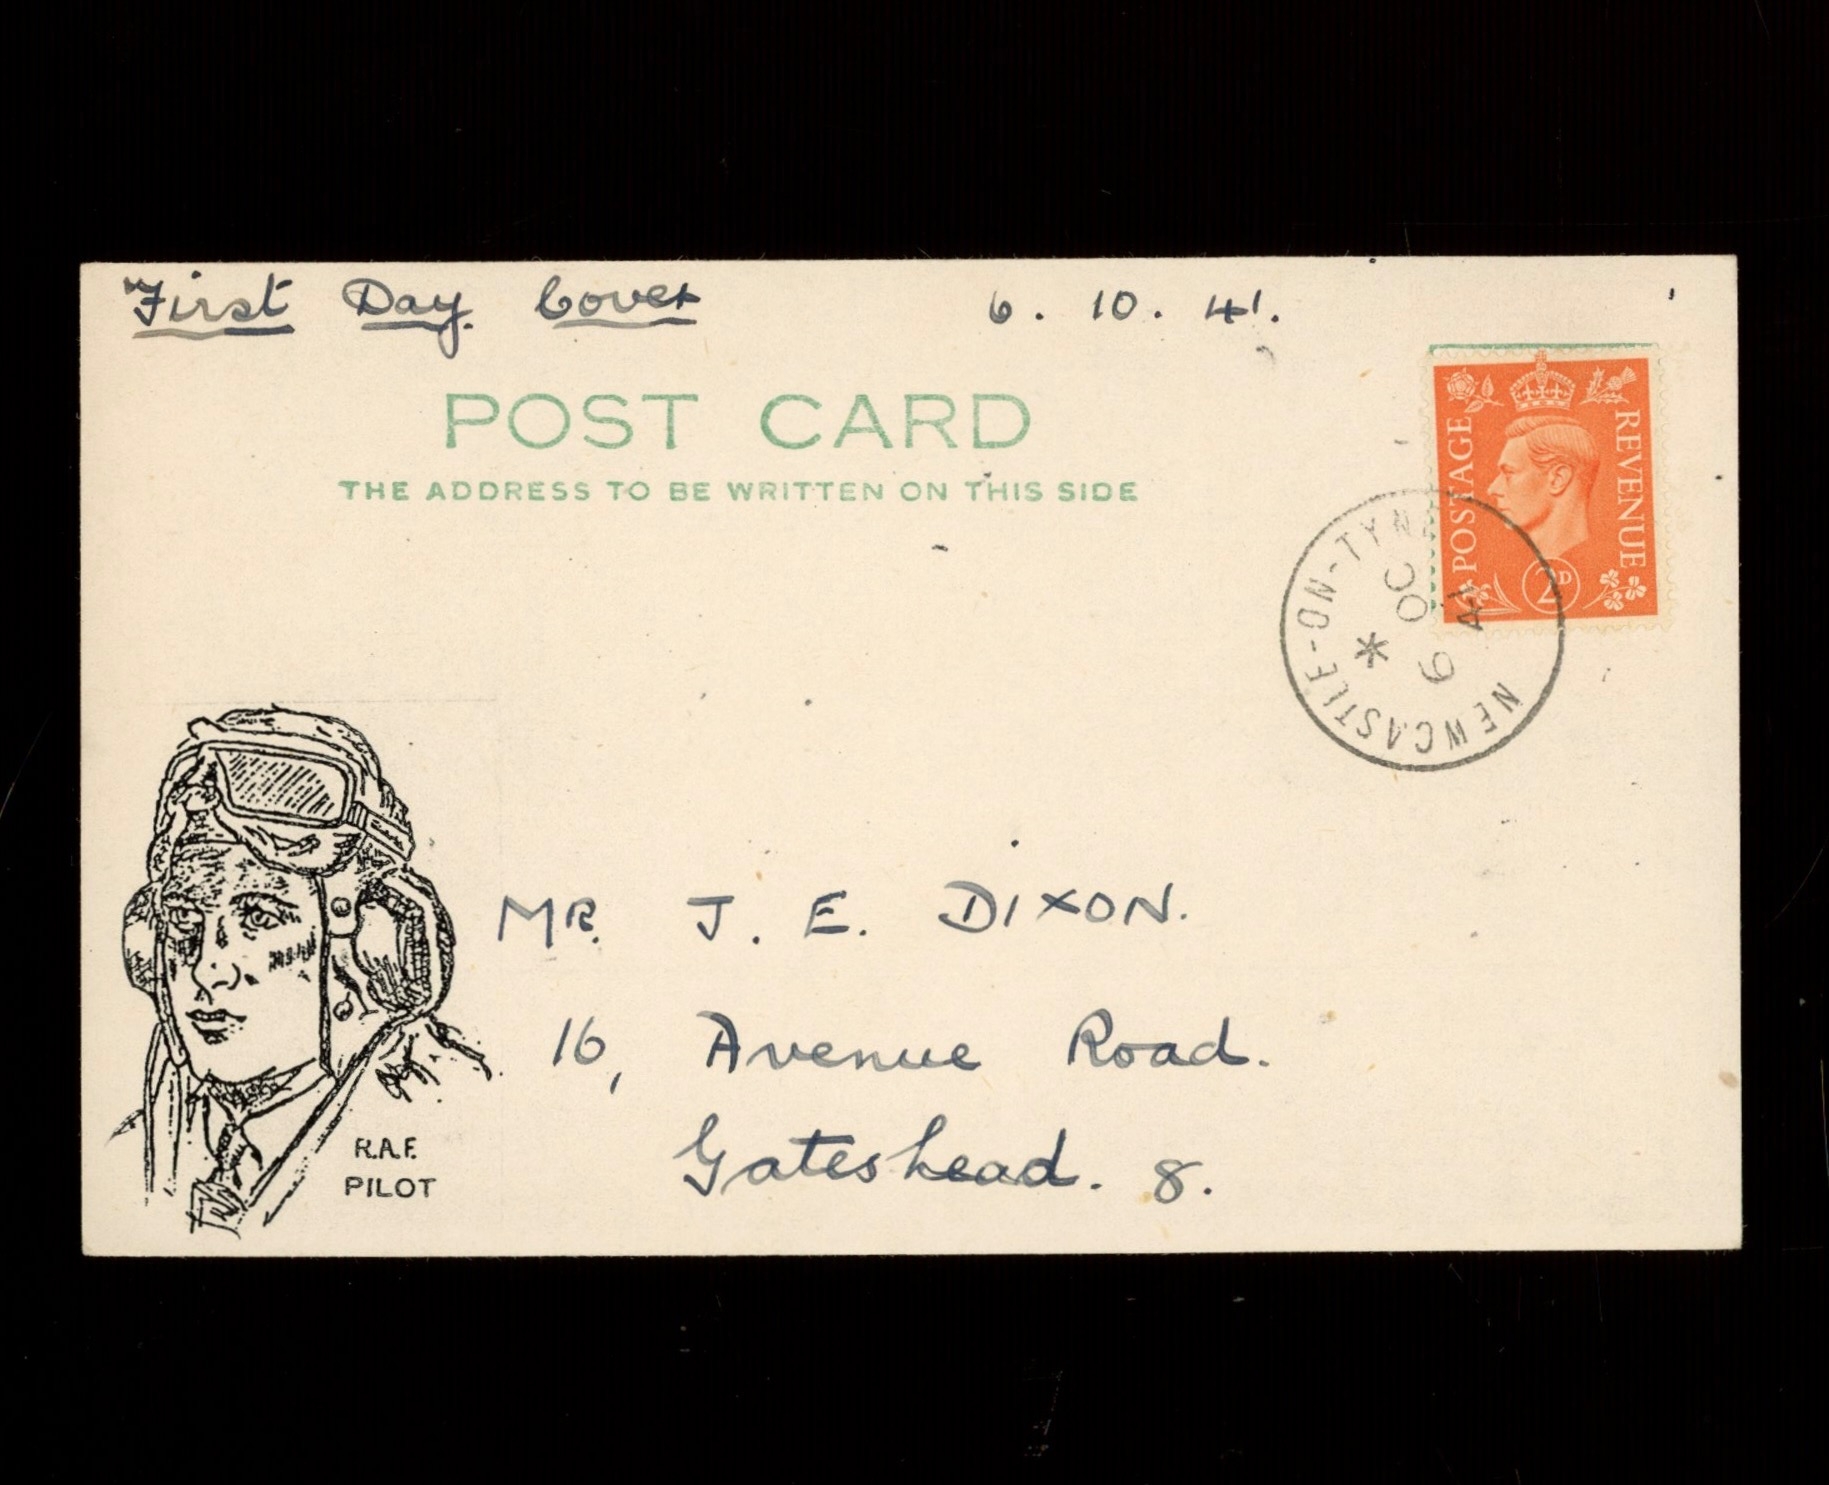 First Day Cover 6. 10. 41.
POST CARD
THE ADDRESS TO BE WRITTEN ON THIS SIDE
POSTAGE REVENUE
2D
NEWCASTLE-ON-TYNE
6 OC
41
MR. J. E. DIXON.
16, Avenue Road.
Gateshead. 8.
R.A.F.
PILOT